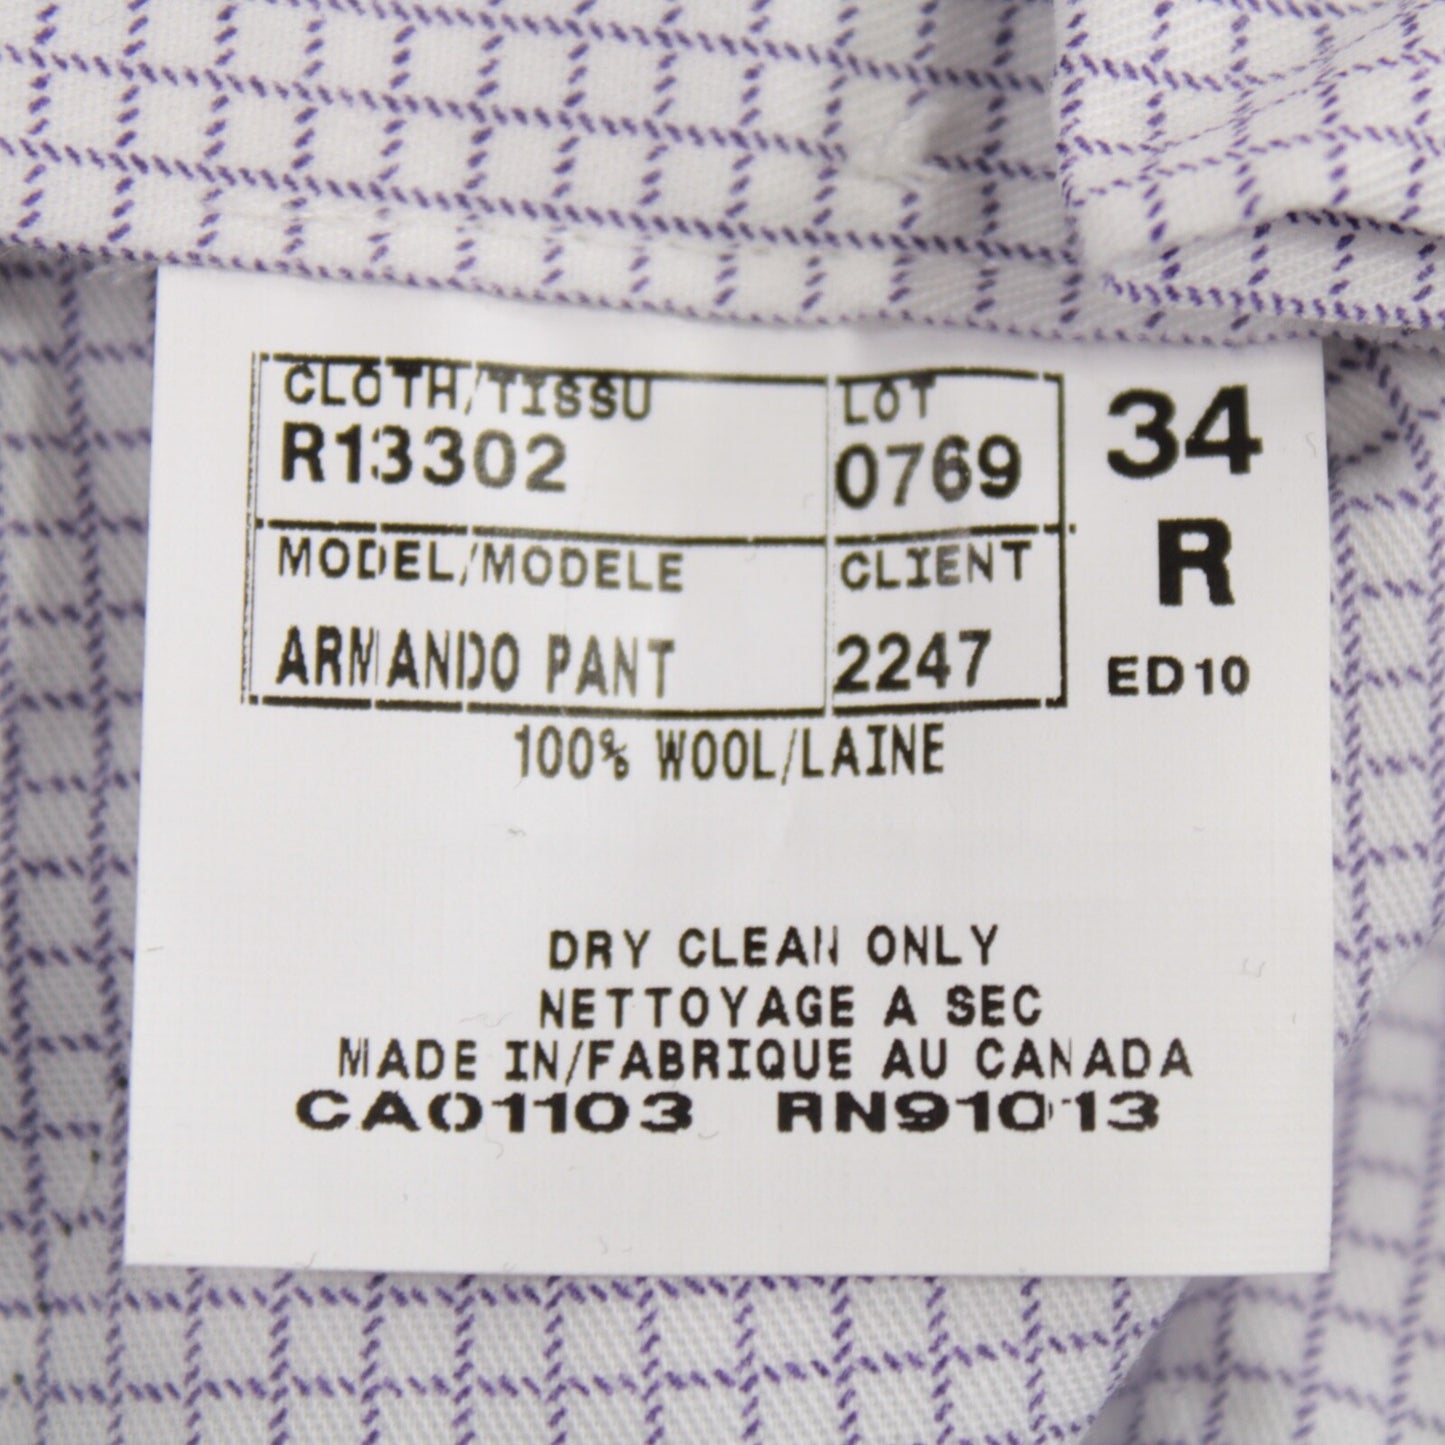 CLOTH/TISSU LOT 34
R13302 0769
MODEL/MODELE CLIENT R
ARMANDO PANT 2247 ED10
100% WOOL/LAINE
DRY CLEAN ONLY
NETTOYAGE A SEC
MADE IN/FABRIQUE AU CANADA
CA01103 RN91013